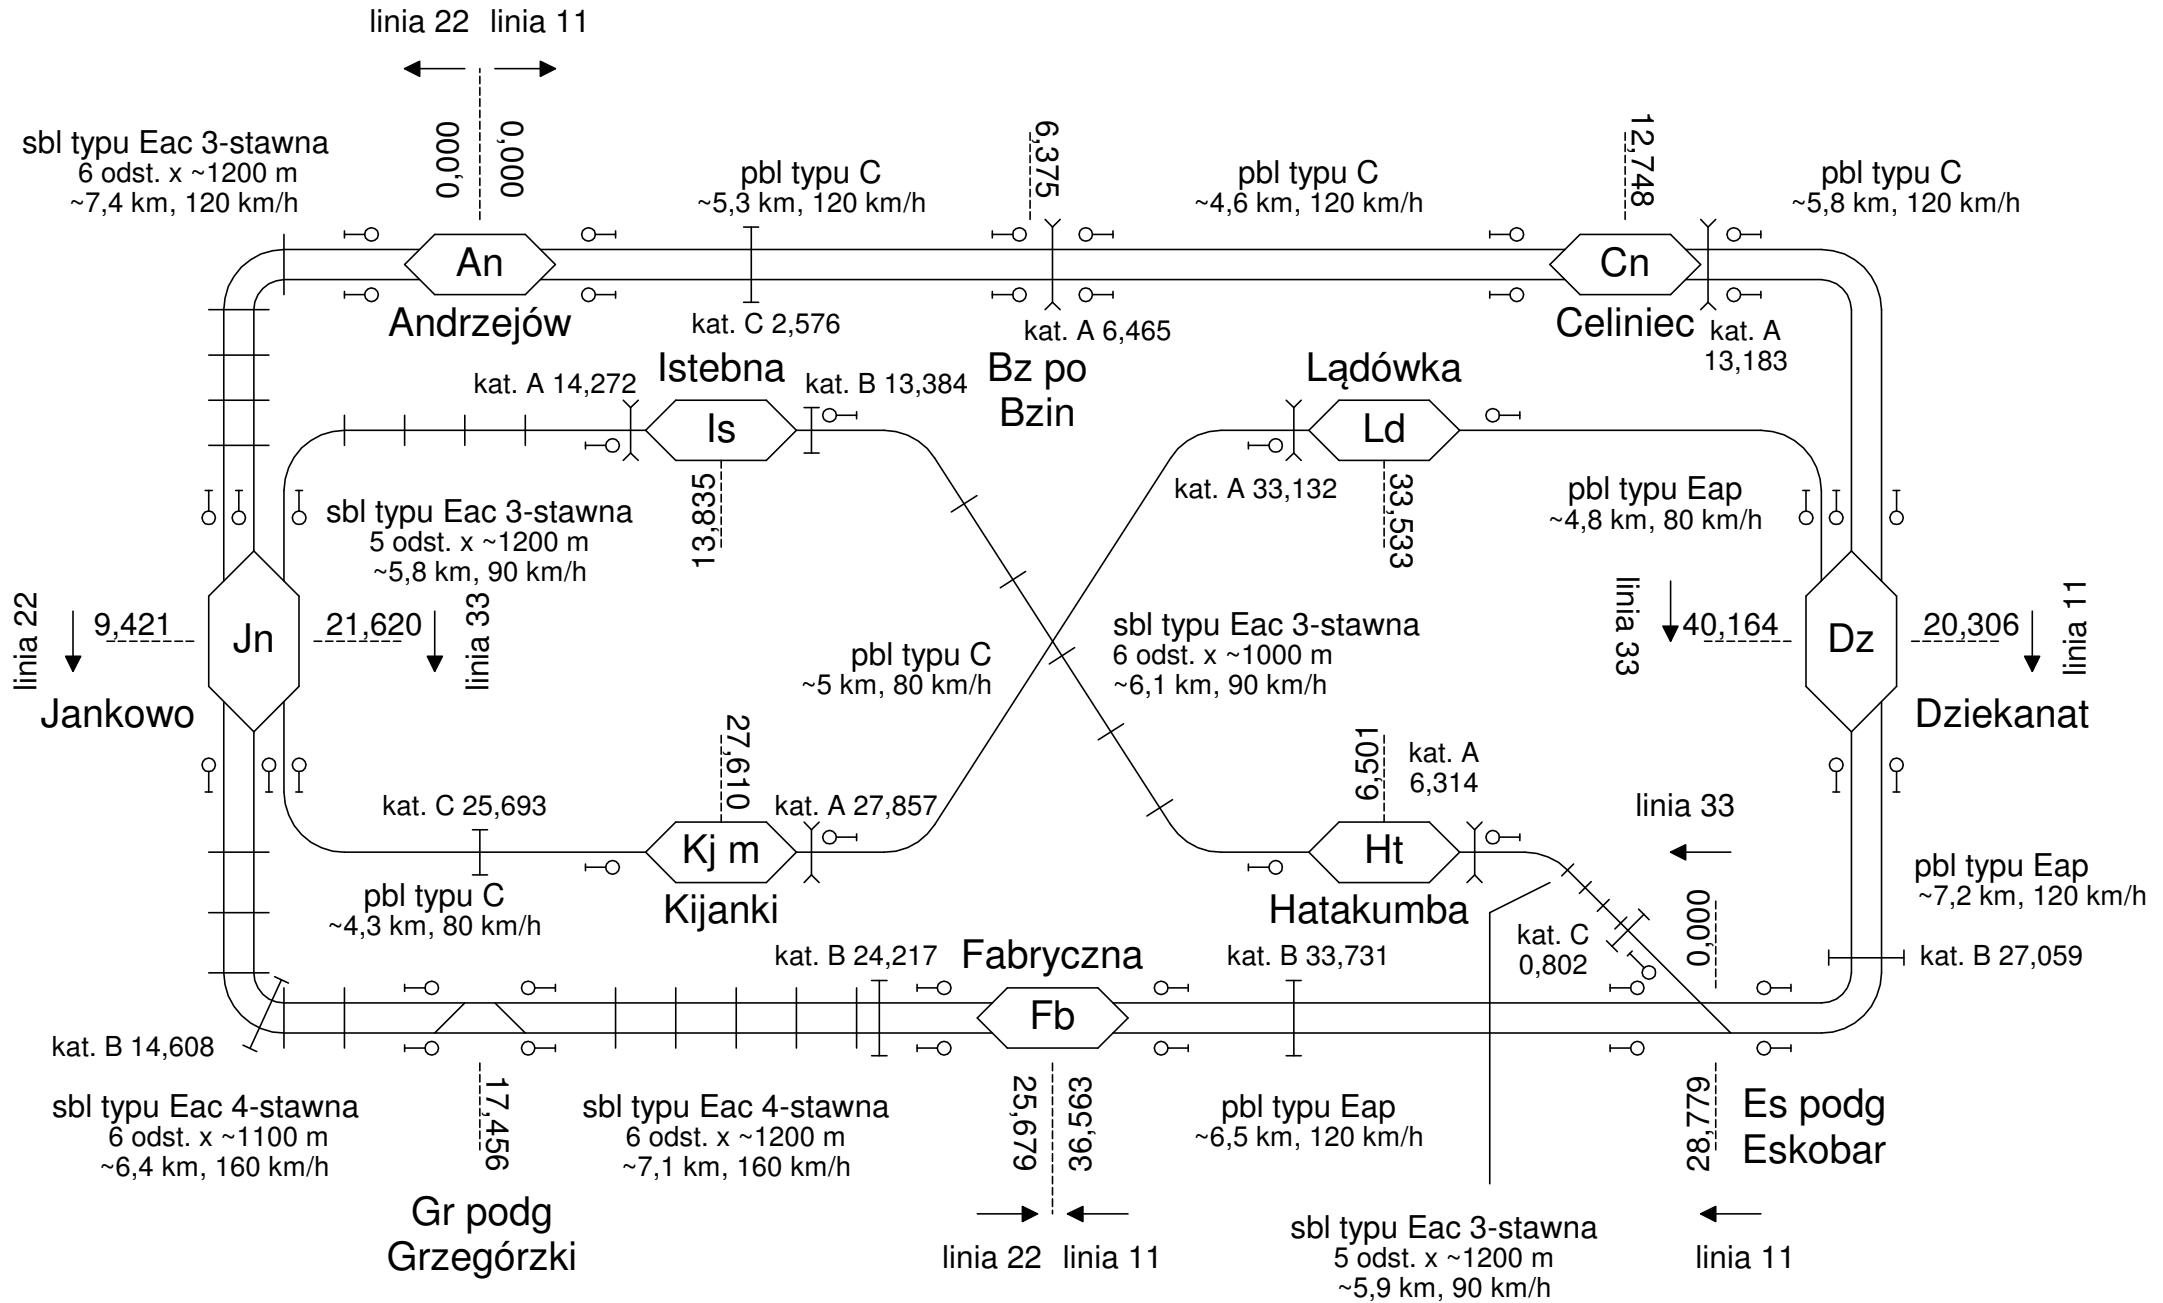 linia 22 linia 11
0,000
0,000
sbl typu Eac 3-stawna
6 odst. x ~1200 m
~7,4 km, 120 km/h
pbl typu C
~5,3 km, 120 km/h
6,375
pbl typu C
~4,6 km, 120 km/h
12,748
pbl typu C
~5,8 km, 120 km/h
An
Andrzejów
kat. C 2,576
kat. A 6,465
Bz po
Bzin
Cn
Celiniec
kat. A
13,183
kat. A 14,272
Istebna
kat. B 13,384
Is
13,835
Lądówka
Ld
kat. A 33,132
33,533
pbl typu Eap
~4,8 km, 80 km/h
sbl typu Eac 3-stawna
5 odst. x ~1200 m
~5,8 km, 90 km/h
linia 22
9,421
Jn
21,620
linia 33
Jankowo
pbl typu C
~5 km, 80 km/h
sbl typu Eac 3-stawna
6 odst. x ~1000 m
~6,1 km, 90 km/h
linia 33
40,164
Dz
20,306
linia 11
Dziekanat
kat. C 25,693
27,610
kat. A 27,857
Kj m
Kijanki
pbl typu C
~4,3 km, 80 km/h
6,501
kat. A
6,314
Ht
Hatakumba
linia 33
kat. C
0,802
0,000
pbl typu Eap
~7,2 km, 120 km/h
kat. B 27,059
kat. B 24,217
Fabryczna
kat. B 33,731
Fb
kat. B 14,608
sbl typu Eac 4-stawna
6 odst. x ~1100 m
~6,4 km, 160 km/h
17,456
Gr podg
Grzegórzki
sbl typu Eac 4-stawna
6 odst. x ~1200 m
~7,1 km, 160 km/h
25,679
36,563
linia 22 linia 11
pbl typu Eap
~6,5 km, 120 km/h
sbl typu Eac 3-stawna
5 odst. x ~1200 m
~5,9 km, 90 km/h
28,779
Es podg
Eskobar
linia 11